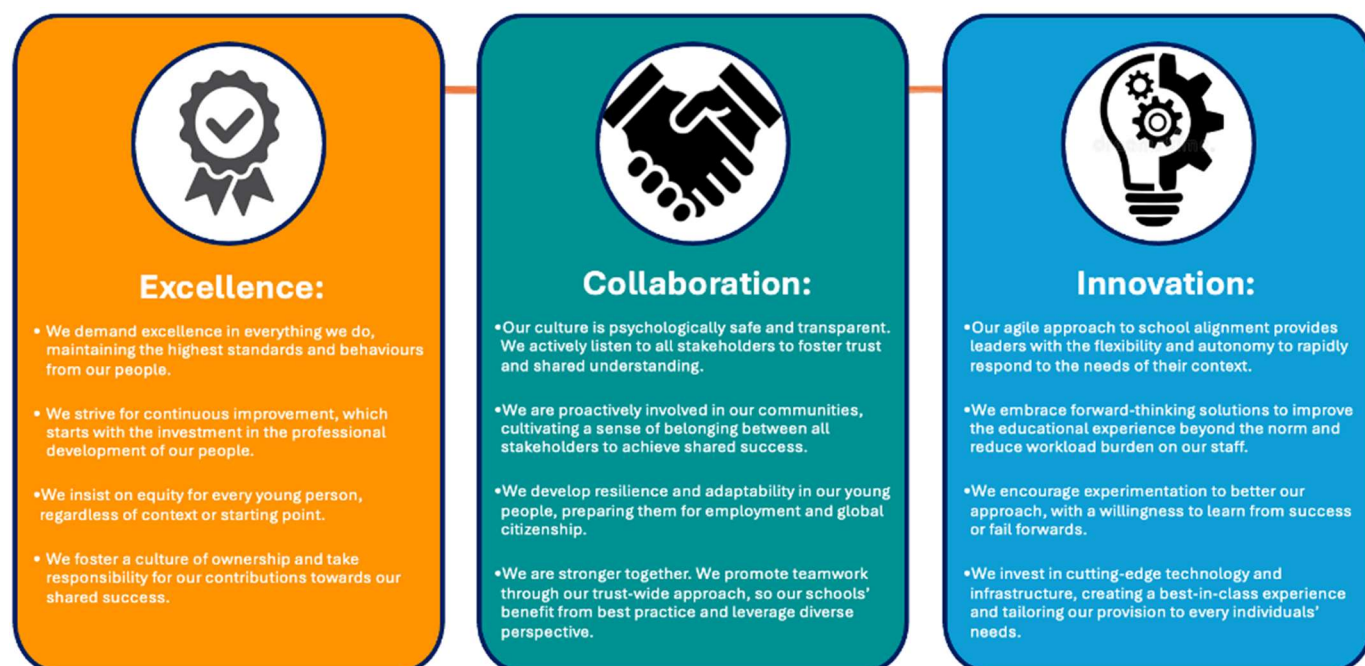 Excellence:
• We demand excellence in everything we do,
maintaining the highest standards and behaviours
from our people.
• We strive for continuous improvement, which
starts with the investment in the professional
development of our people.
•We insist on equity for every young person,
regardless of context or starting point.
• We foster a culture of ownership and take
responsibility for our contributions towards our
shared success.
Collaboration:
•Our culture is psychologically safe and transparent.
We actively listen to all stakeholders to foster trust
and shared understanding.
•We are proactively involved in our communities,
cultivating a sense of belonging between all
stakeholders to achieve shared success.
•We develop resilience and adaptability in our young
people, preparing them for employment and global
citizenship.
•We are stronger together. We promote teamwork
through our trust-wide approach, so our schools’
benefit from best practice and leverage diverse
perspective.
Innovation:
•Our agile approach to school alignment provides
leaders with the flexibility and autonomy to rapidly
respond to the needs of their context.
•We embrace forward-thinking solutions to improve
the educational experience beyond the norm and
reduce workload burden on our staff.
•We encourage experimentation to better our
approach, with a willingness to learn from success
or fail forwards.
•We invest in cutting-edge technology and
infrastructure, creating a best-in-class experience
and tailoring our provision to every individuals’
needs.